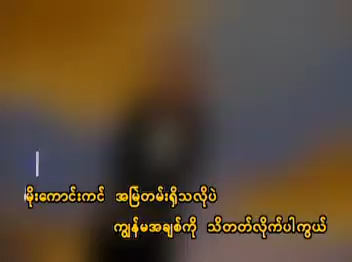 မိုးကောင်းကင် အမြဲတမ်းရှိသလိုပဲ
ကျွန်မအချစ်ကို သိတတ်လိုက်ပါကွယ်